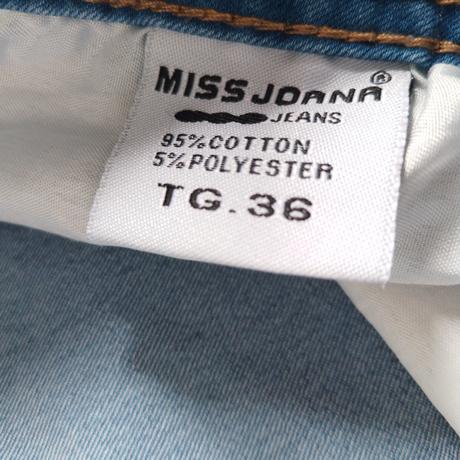 MISS JOANA®
JEANS
95% COTTON
5% POLYESTER
TG. 36